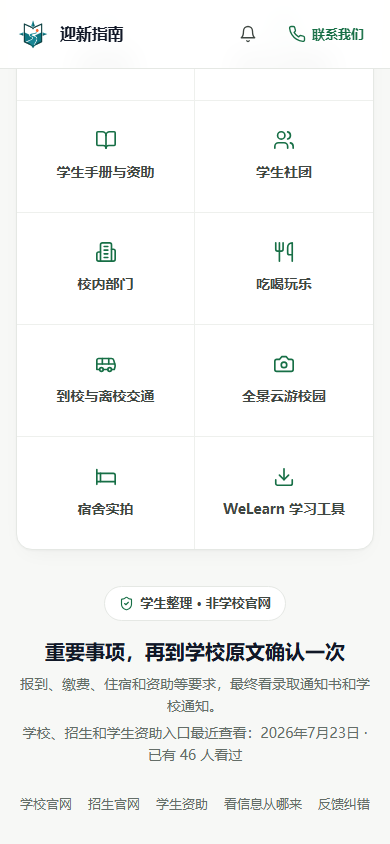 迎新指南
联系我们
学生手册与资助
学生社团
校内部门
吃喝玩乐
到校与离校交通
全景云游校园
宿舍实拍
WeLearn 学习工具
学生整理 · 非学校官网
重要事项，再到学校原文确认一次
报到、缴费、住宿和资助等要求，最终看录取通知书和学
校通知。
学校、招生和学生资助入口最近查看：2026年7月23日 ·
已有 46 人看过
学校官网 招生官网 学生资助 看信息从哪来 反馈纠错